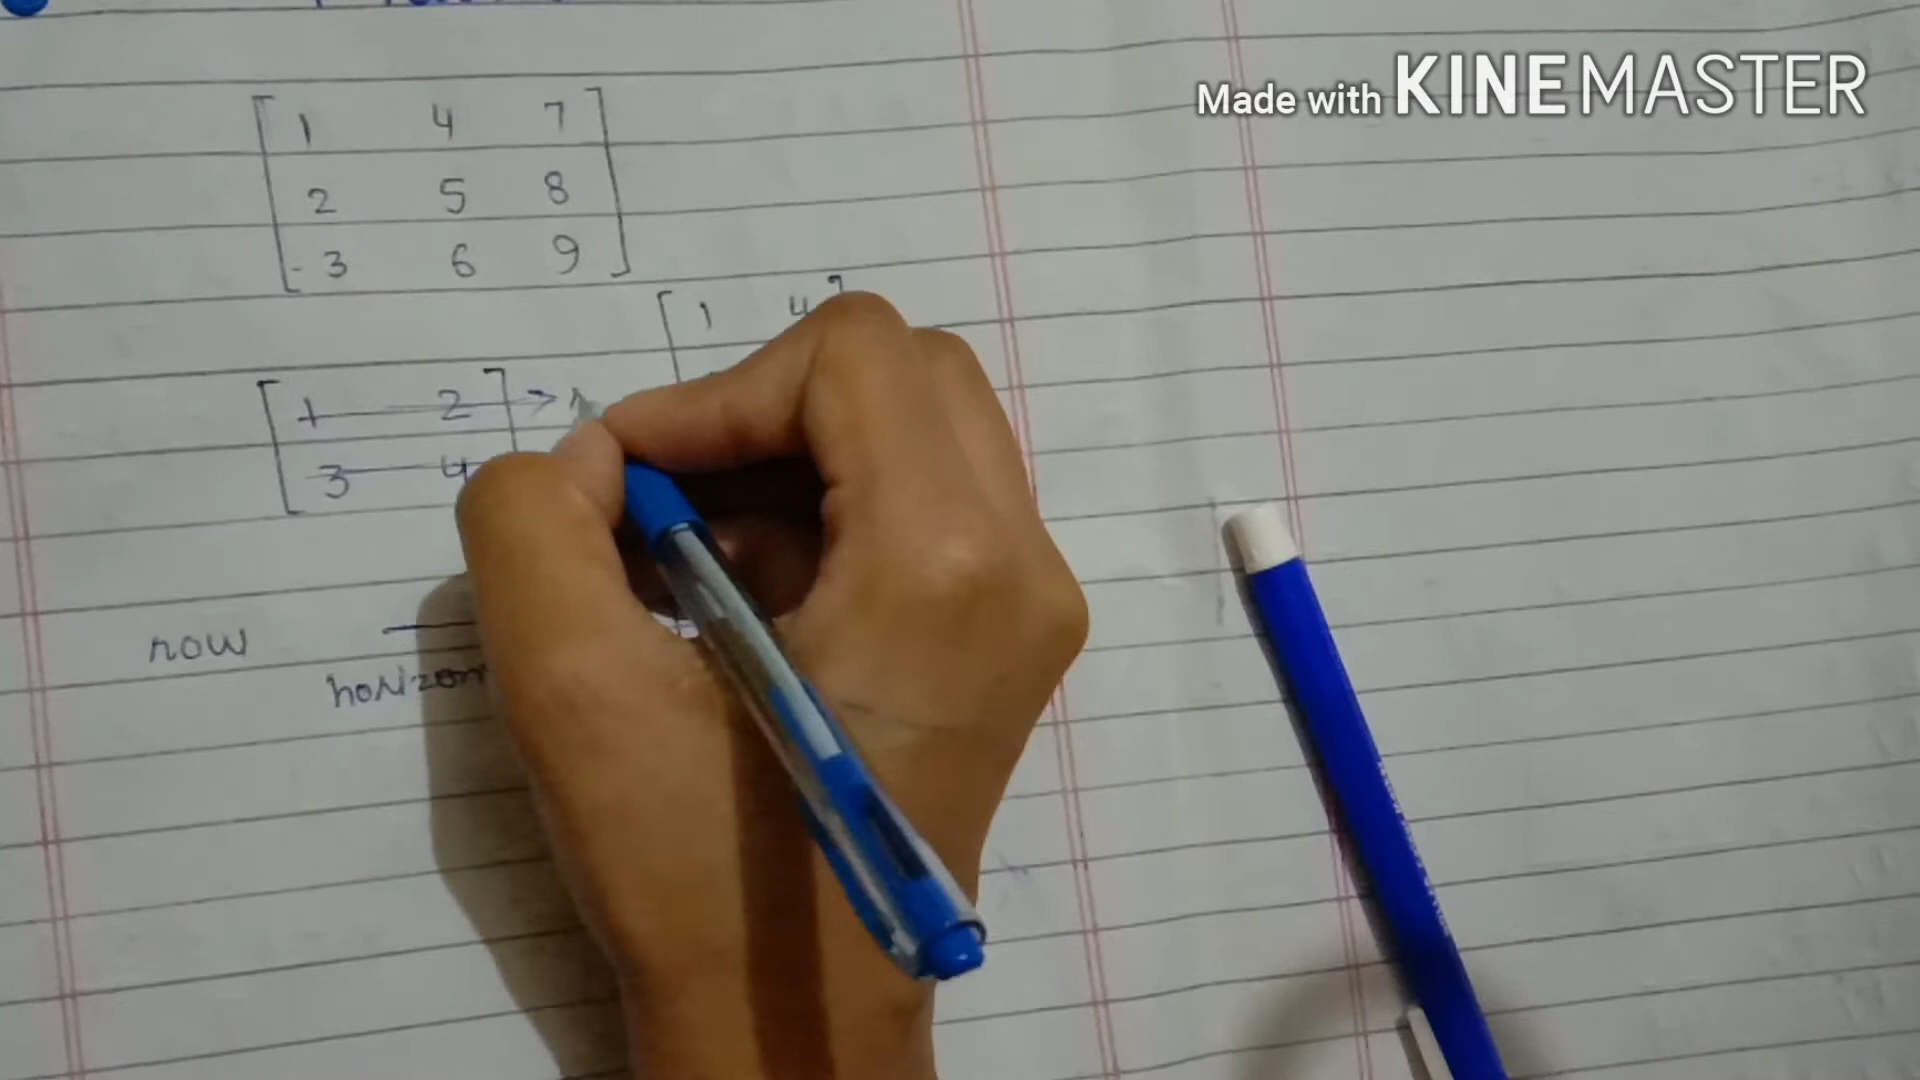 Made with KINEMASTER
1 4 7
2 5 8
- 3 6 9
1 4
1 2 →
3 4
row
horizon